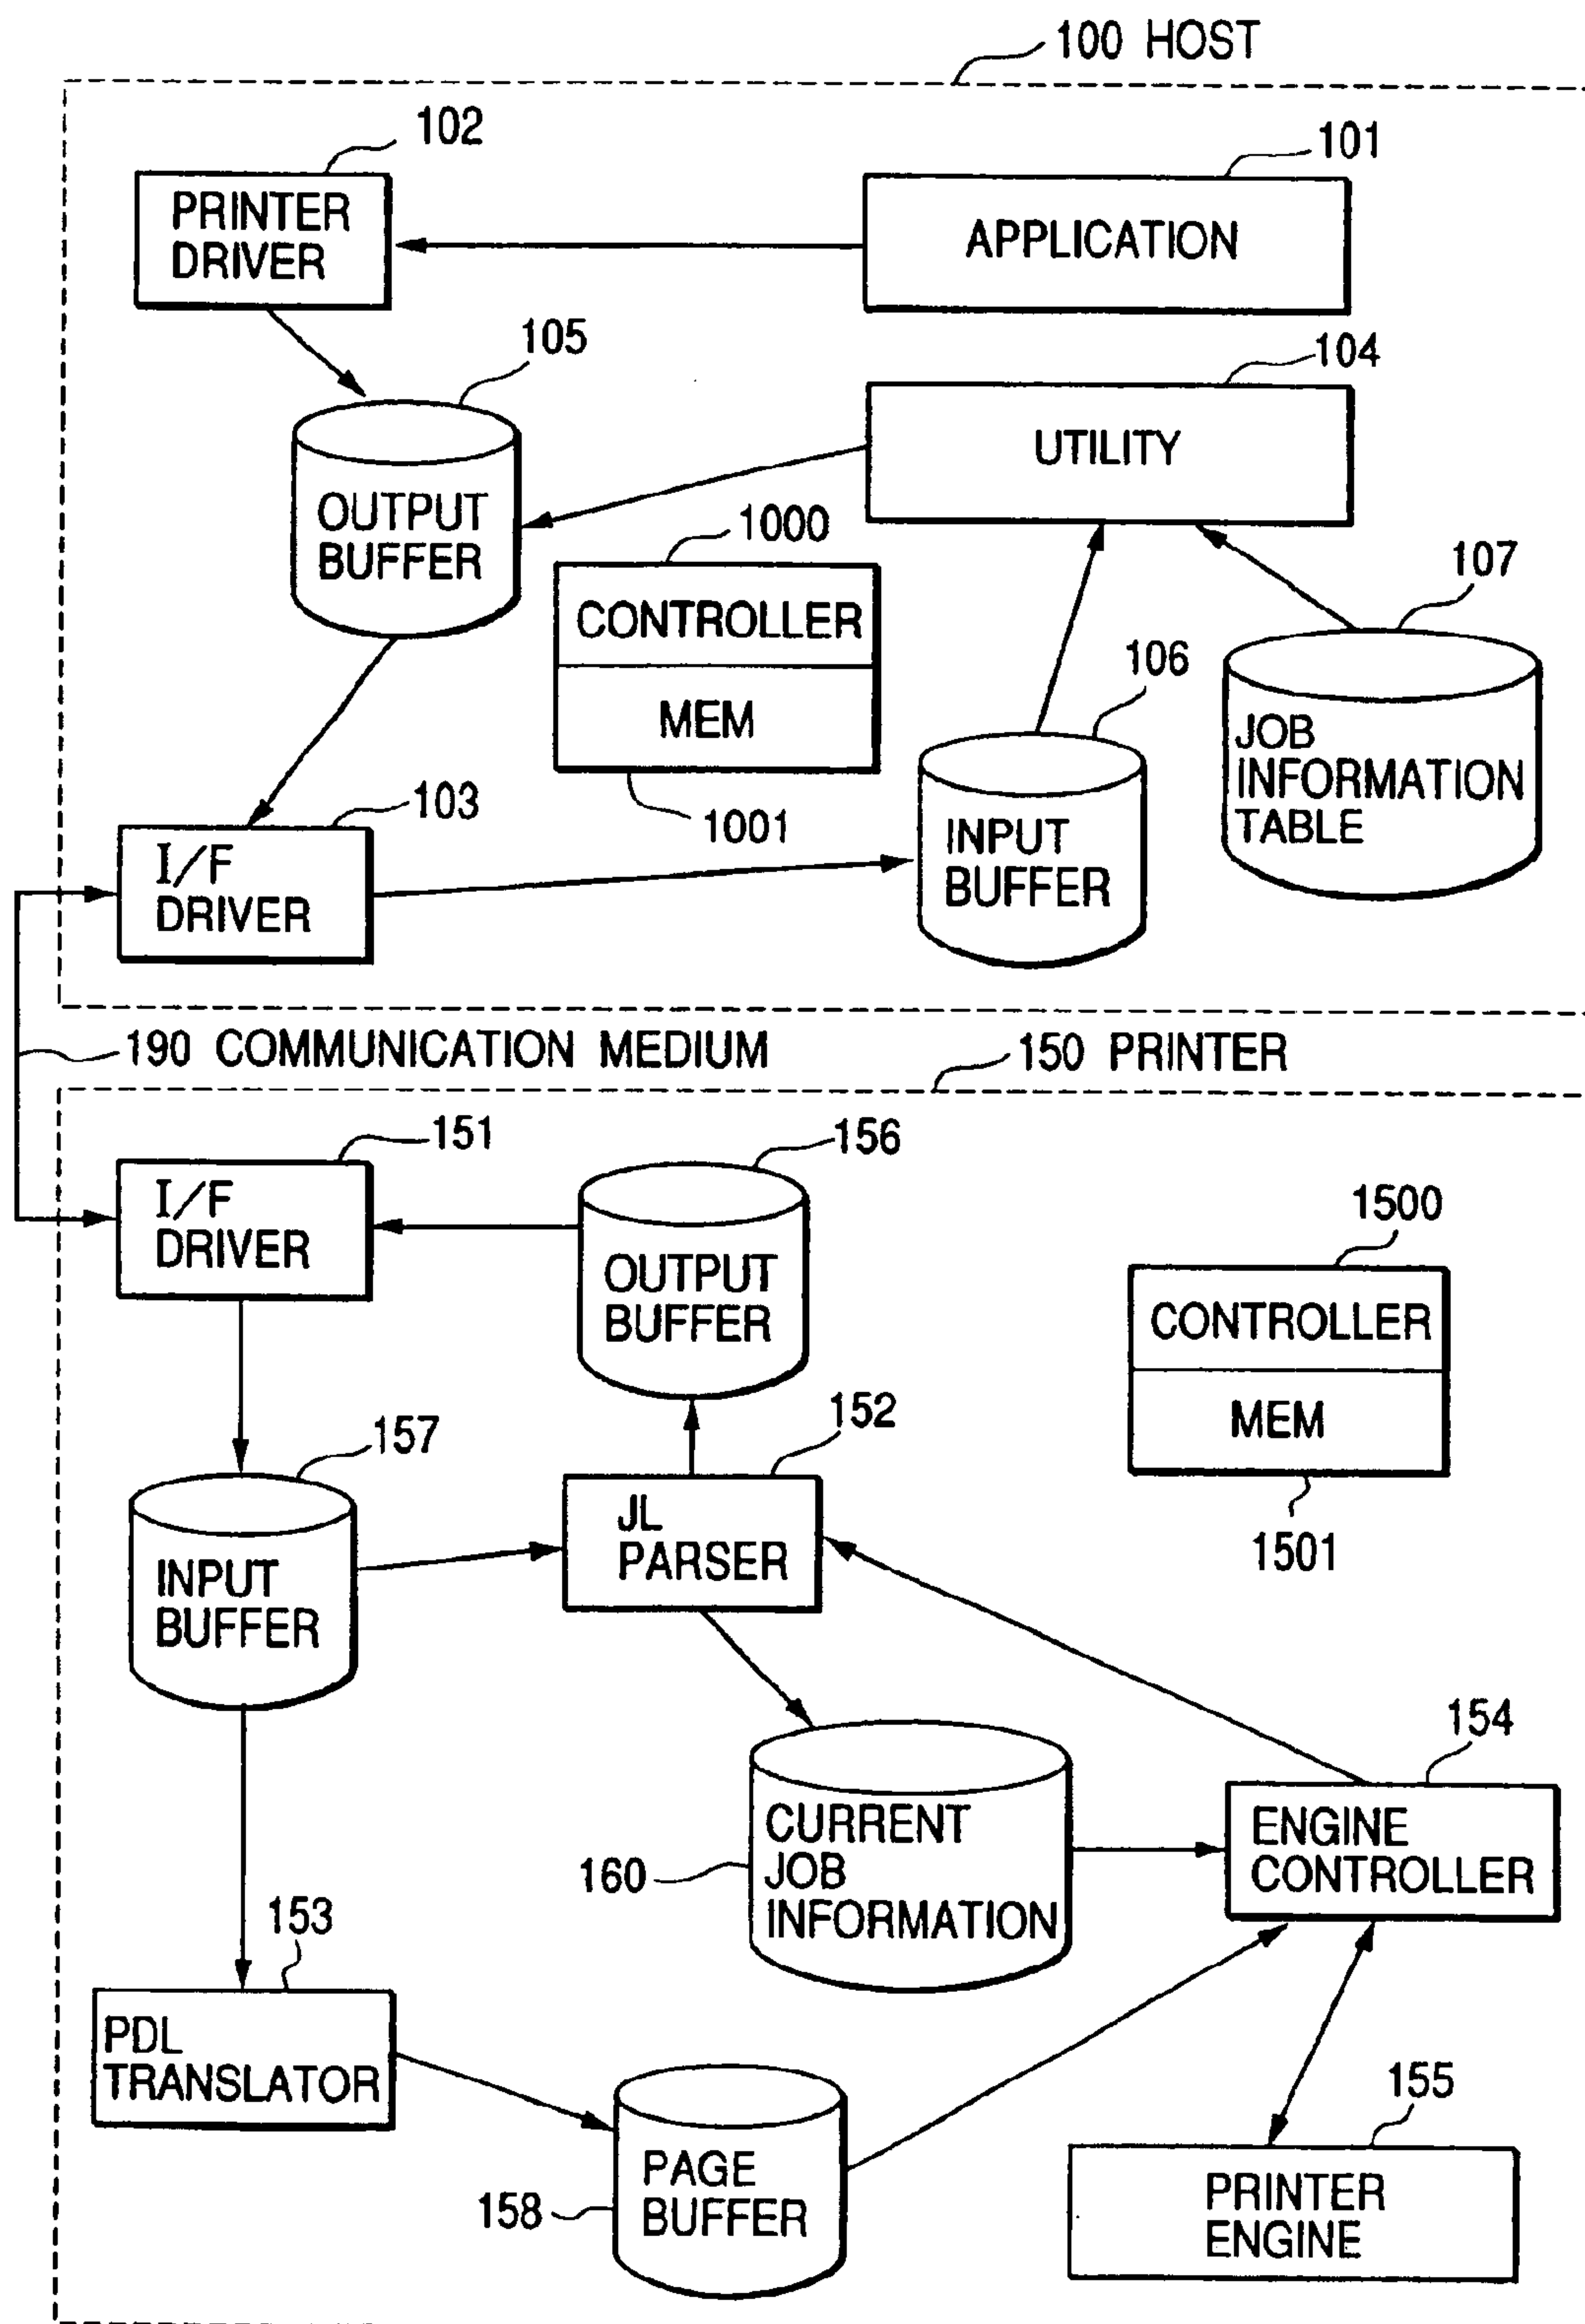 100 HOST
102
101
PRINTER
DRIVER
APPLICATION
105
104
UTILITY
OUTPUT
BUFFER
1000
CONTROLLER
MEM
1001
107
106
JOB
INFORMATION
TABLE
103
I/F
DRIVER
INPUT
BUFFER
190 COMMUNICATION MEDIUM
150 PRINTER
151
156
I/F
DRIVER
OUTPUT
BUFFER
1500
CONTROLLER
MEM
1501
157
152
INPUT
BUFFER
JL
PARSER
154
CURRENT
JOB
INFORMATION
160
ENGINE
CONTROLLER
153
PDL
TRANSLATOR
155
PAGE
BUFFER
158
PRINTER
ENGINE